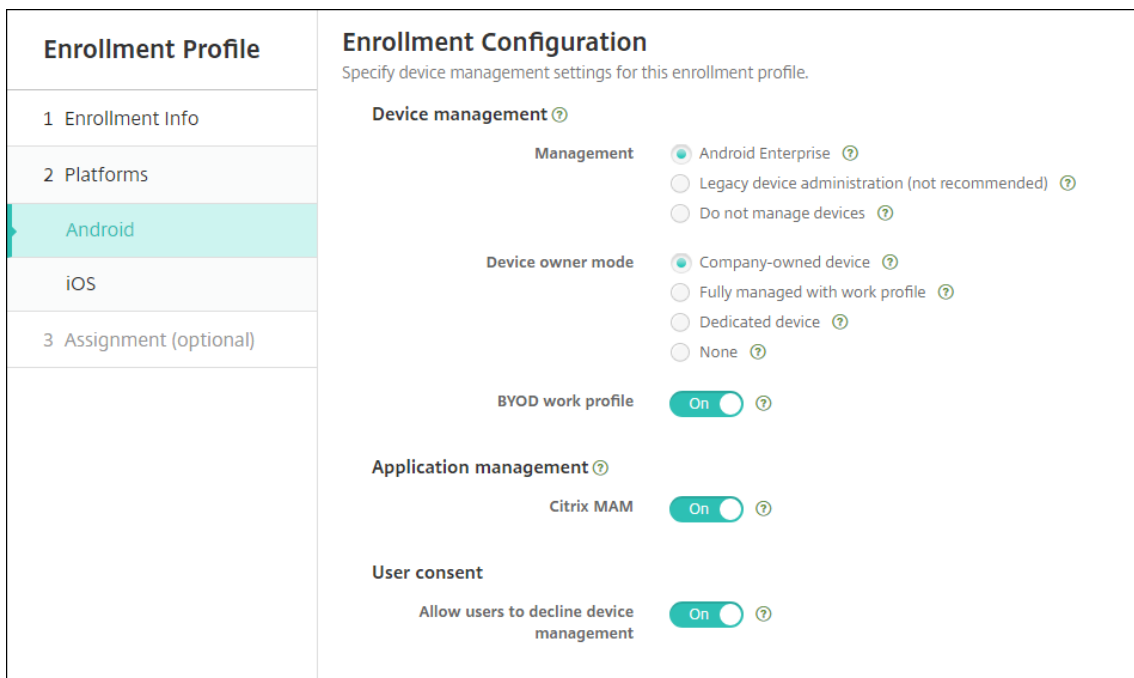 Enrollment Profile
1 Enrollment Info
2 Platforms
Android
iOS
3 Assignment (optional)
Enrollment Configuration
Specify device management settings for this enrollment profile.
Device management ?
Management
Android Enterprise ?
Legacy device administration (not recommended) ?
Do not manage devices ?
Device owner mode
Company-owned device ?
Fully managed with work profile ?
Dedicated device ?
None ?
BYOD work profile
On ?
Application management ?
Citrix MAM
On ?
User consent
Allow users to decline device
management
On ?